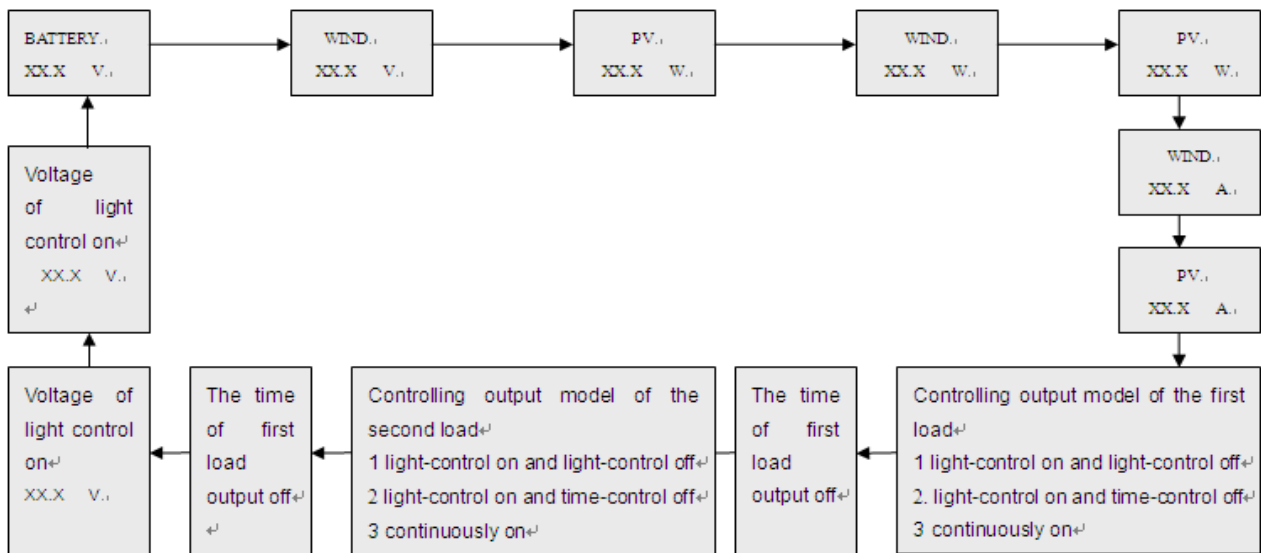 BATTERY
XX.X V
WIND
XX.X V
PV
XX.X W
WIND
XX.X W
PV
XX.X W
WIND
XX.X A
PV
XX.X A
Controlling output model of the first
load
1 light-control on and light-control off
2. light-control on and time-control off
3 continuously on
The time
of first
load
output off
Controlling output model of the
second load
1 light-control on and light-control off
2 light-control on and time-control off
3 continuously on
The time
of first
load
output off
Voltage of
light control
on
XX.X V
Voltage
of light
control on
XX.X V